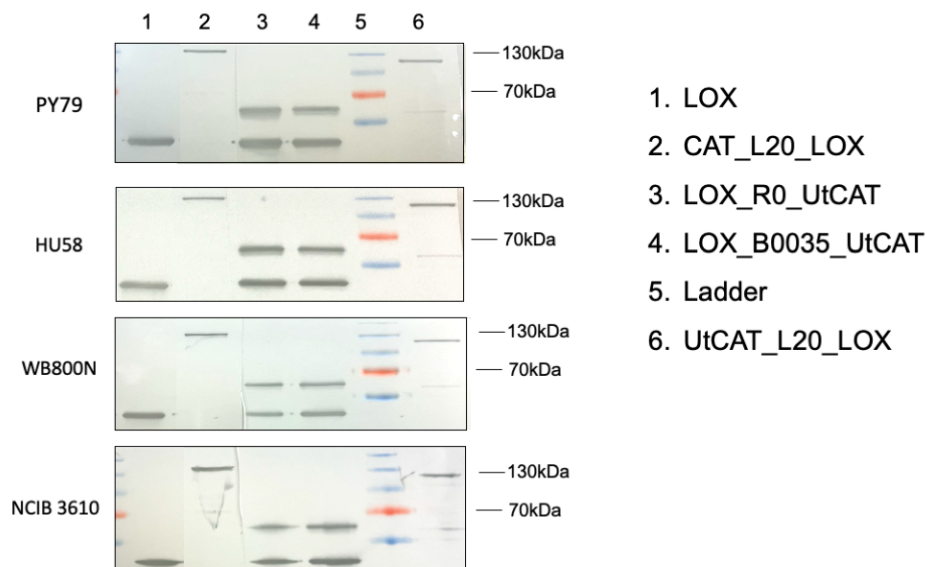 1 2 3 4 5 6
PY79
130kDa
70kDa
HU58
130kDa
70kDa
WB800N
130kDa
70kDa
NCIB 3610
130kDa
70kDa
1. LOX
2. CAT_L20_LOX
3. LOX_R0_UtCAT
4. LOX_B0035_UtCAT
5. Ladder
6. UtCAT_L20_LOX